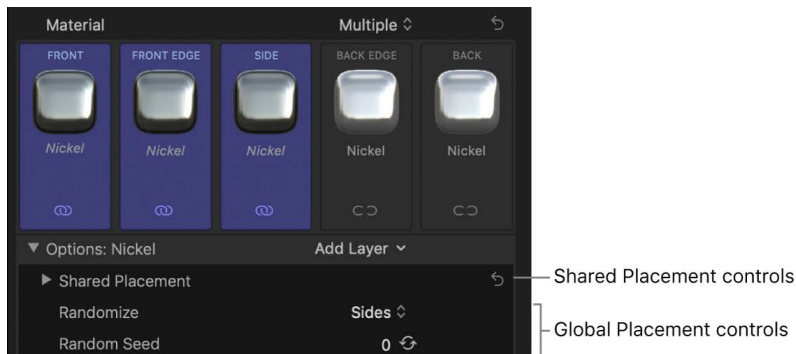 Material Multiple
FRONT FRONT EDGE SIDE BACK EDGE BACK
Nickel Nickel Nickel Nickel Nickel
Options: Nickel Add Layer
Shared Placement
Shared Placement controls
Randomize Sides
Global Placement controls
Random Seed 0